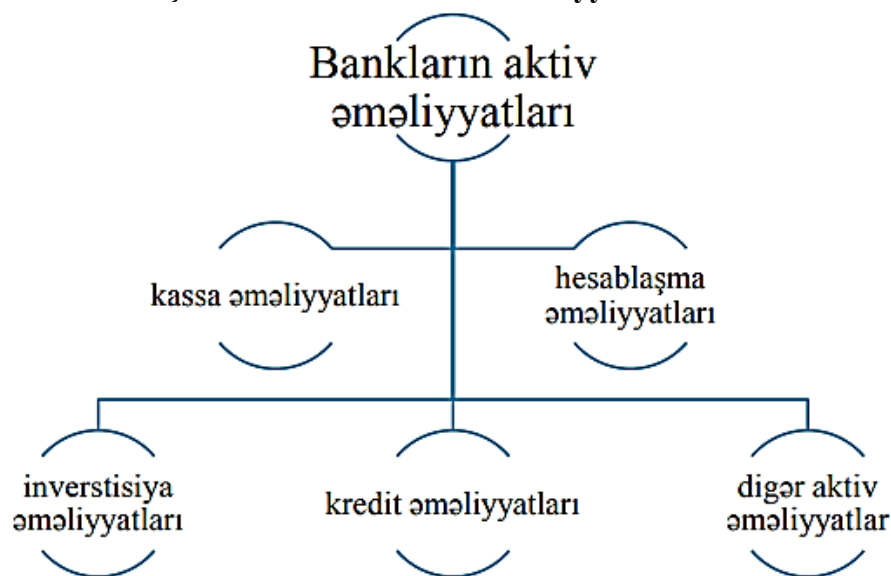 Bankların aktiv
əməliyyatları
kassa əməliyyatları
hesablaşma
əməliyyatları
inverstisiya
əməliyyatları
kredit əməliyyatları
digər aktiv
əməliyyatlar